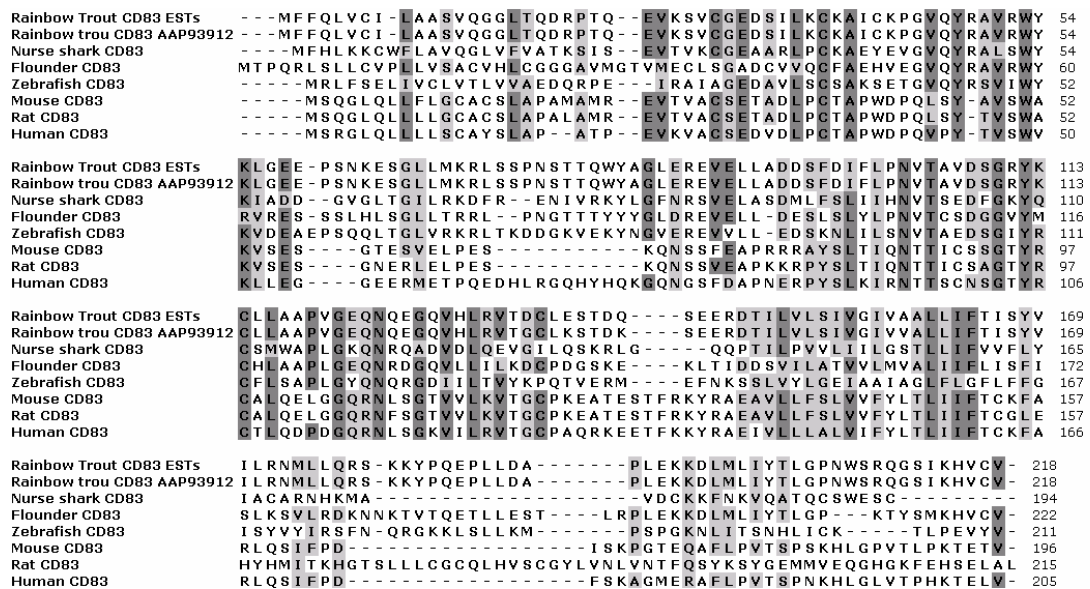 Rainbow Trout CD83 ESTs ---MFFQLVCI-LAASVQGGLTQDRPTQ--EVKSVCGEDSILKCKAICKPGVQYRAVRWY 54
Rainbow trou CD83 AAP93912 ---MFFQLVCI-LAASVQGGLTQDRPTQ--EVKSVCGEDSILKCKAICKPGVQYRAVRWY 54
Nurse shark CD83 ---MFHLKKCWFLAVQGLVFVATKSIS--EVTVKCGEAARLPCKAEYEVGVQYRALSWY 54
Flounder CD83 MTPQRLSLLCVPLLVSACVHLCGGGAVMGTVMECLSGADCVVQCFAEHVEGVQYRAVRWY 60
Zebrafish CD83 ----MRLFSELIVCLVTLVVAEDQRPE--IRAIAGEDAVLSCSAKSETGVQYRSVIWY 52
Mouse CD83 ----MSQGLQLLFLGCACSLAPAMAMR--EVTVACSETADLPCTAPWDPQLSY-AVSWA 52
Rat CD83 ----MSQGLQLLLLGCACSLAPALAMR--EVTVACSETADLPCTAPWDPQLSY-TVSWA 52
Human CD83 ----MSRGLQLLLLSCAYSLAP--ATP--EVKVACSEDVDLPCTAPWDPQVPY-TVSWV 50
Rainbow Trout CD83 ESTs KLGEE-PSNKESGLLMKRLSSPNSTTQWYAGLEREVELLADDSFDIFLPNVTAVDSGRYK 113
Rainbow trou CD83 AAP93912 KLGEE-PSNKESGLLMKRLSSPNSTTQWYAGLEREVELLADDSFDIFLPNVTAVDSGRYK 113
Nurse shark CD83 KIADD--GVGLTGILRKDFR--ENIVRKYLGFNRSVELASDMLFSLIIHNVTSEDFGKYQ 110
Flounder CD83 RVRES-SSLHLSGLLTRRL--PNGTTTYYYGLDREVELL-DESLSLYLPNVTCSDGGVYM 116
Zebrafish CD83 KVDEAEPSQQLTGLVRKRLTKDDGKVEKYNGVEREVVLL-EDSKNLILSNVTAEDSGIYR 111
Mouse CD83 KVSES----GTESVELPES-------KQNSSFEAPRRRAYSLTIQNTTICSSGTYR 97
Rat CD83 KVSES----GNERLELPES-------KQNSSVEAPKKRPYSLTIQNTTICSAGTYR 97
Human CD83 KLLEG----GEERMETPQEDHLRGQHYHQKGQNGSFDAPNERPYSLKIRNTTSCNSGTYR 106
Rainbow Trout CD83 ESTs CLLAAPVGEQNQEGQVHLRVTDCLESTDQ----SEERDTILVLSIVGIVAALLIFTISYV 169
Rainbow trou CD83 AAP93912 CLLAAPVGEQNQEGQVHLRVTDCLKSTDK----SEERDTILVLSIVGIVVALLIFTISYV 169
Nurse shark CD83 CSMWAPLGKQNRQADVDLQEVGILQSKRLG----QQPTILPVVLIILGSTLLIFVVFLY 165
Flounder CD83 CHLAAPLGEQNRDGQVLLILKDCPDGSKE----KLTIDDSVILATVVLMVALIIFLISFI 172
Zebrafish CD83 CFLSAPLGYQNQRGDIILTVYKPQTVERM----EFNKSSLVYLGEIAAIAGLFLGFLFFG 167
Mouse CD83 CALQELGGQRNLSGTVVLKVTGCPKEATESTFRKYRAEAVLLFSLVVFYLTLIIFTCKFA 157
Rat CD83 CALQELGGQRNFSGTVVLKVTGCPKEATESTFRKYRAEAVLLFSLVVFYLTLIIFTCGLE 157
Human CD83 CTLQDPDGQRNLSGKVILRVTGCPAQRKEETFKKYRAEIVLLLALVIFYLTLIIFTCKFA 166
Rainbow Trout CD83 ESTs ILRNMLLQRS-KKYPQEPLLDA-------PLEKKDLMLIYTLGPNWSRQGSIKHVCV- 218
Rainbow trou CD83 AAP93912 ILRNMLLQRS-KKYPQEPLLDA-------PLEKKDLMLIYTLGPNWSRQGSIKHVCV- 218
Nurse shark CD83 IACARNHKMA-------------------VDCKKFNKVQATQCSWESC---------- 194
Flounder CD83 SLKSVLRDKNNKTVTQETLLEST-----LRPLEKKDLMLIYTLGP---KTYSMKHVCV- 222
Zebrafish CD83 ISYVYIRSFN-QRGKKSLLKM-------PSPGKNLITSNHLICK----TLPEVYV- 211
Mouse CD83 RLQSIFPD-----------------ISKPGTEQAFLPVTSPSKHLGPVTLPKTETV- 196
Rat CD83 HYHMITKHGTSLLLCGCQLHVSCGYLVNLVNTFQSYKSYGEMMVEQGHGKFEHSELAL 215
Human CD83 RLQSIFPD-----------------FSKAGMERAFLPVTSPNKHLGLVTPHKTELV- 205